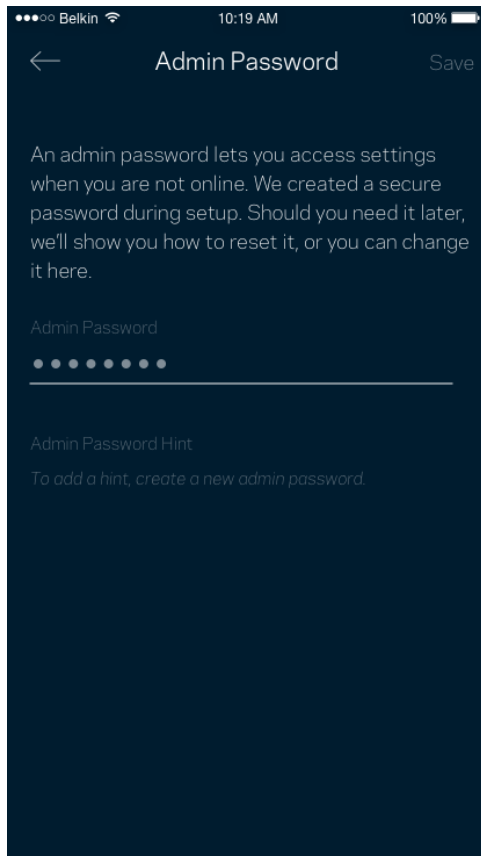 Belkin 10:19 AM 100%
Admin Password Save
An admin password lets you access settings
when you are not online. We created a secure
password during setup. Should you need it later,
we'll show you how to reset it, or you can change
it here.
Admin Password
Admin Password Hint
To add a hint, create a new admin password.